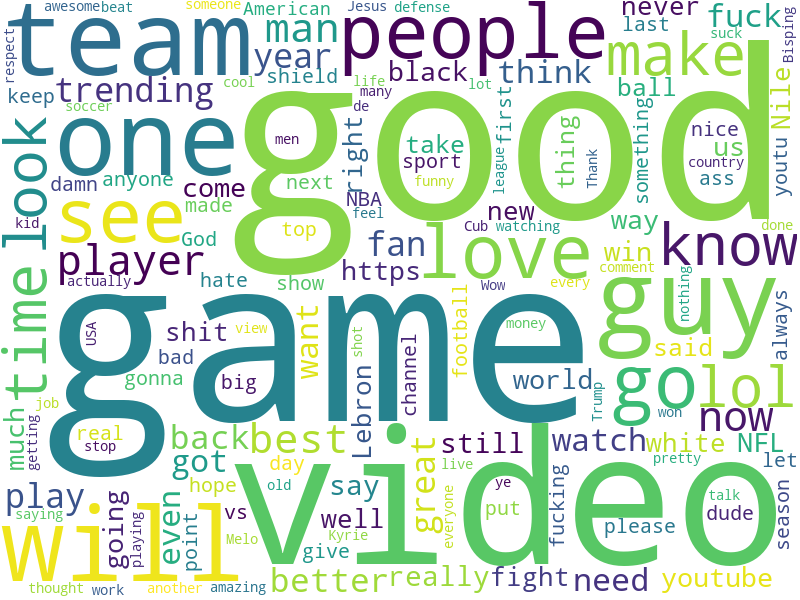 awesome beat someone Jesus defense never fuck
team American man people last suck
respect year make Bisping
keep trending shield black think ball Nile
soccer cool life lot many de first something
one good men take sport thing nice us
look right Thank country youtu
damn anyone come next NBA funny league ass
see made feel new way
kid God top fan Cub watching love win done
player hate show https Wow every comment know
actually nothing always
time USA shit view want shot football money guy said
game
bad gonna big Lebron channel world Trump go lol
job won now
much getting real stop back best still watch white NFL
got day great live pretty let
play hope say ye talk
saying going playing even vs old well everyone put video fucking please dude season
will point Melo Kyrie give
thought work another amazing better really fight need youtube